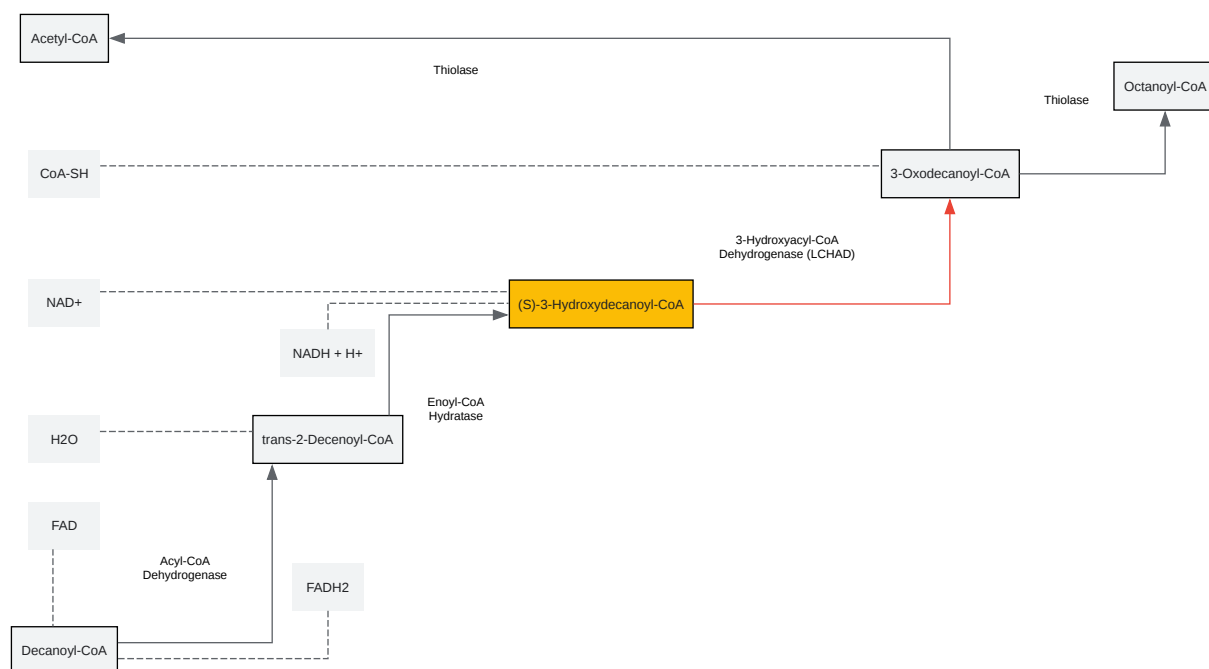 Acetyl-CoA
Thiolase
Octanoyl-CoA
Thiolase
CoA-SH
3-Oxodecanoyl-CoA
3-Hydroxyacyl-CoA
Dehydrogenase (LCHAD)
NAD+
(S)-3-Hydroxydecanoyl-CoA
NADH + H+
Enoyl-CoA
Hydratase
H2O
trans-2-Decenoyl-CoA
FAD
Acyl-CoA
Dehydrogenase
FADH2
Decanoyl-CoA